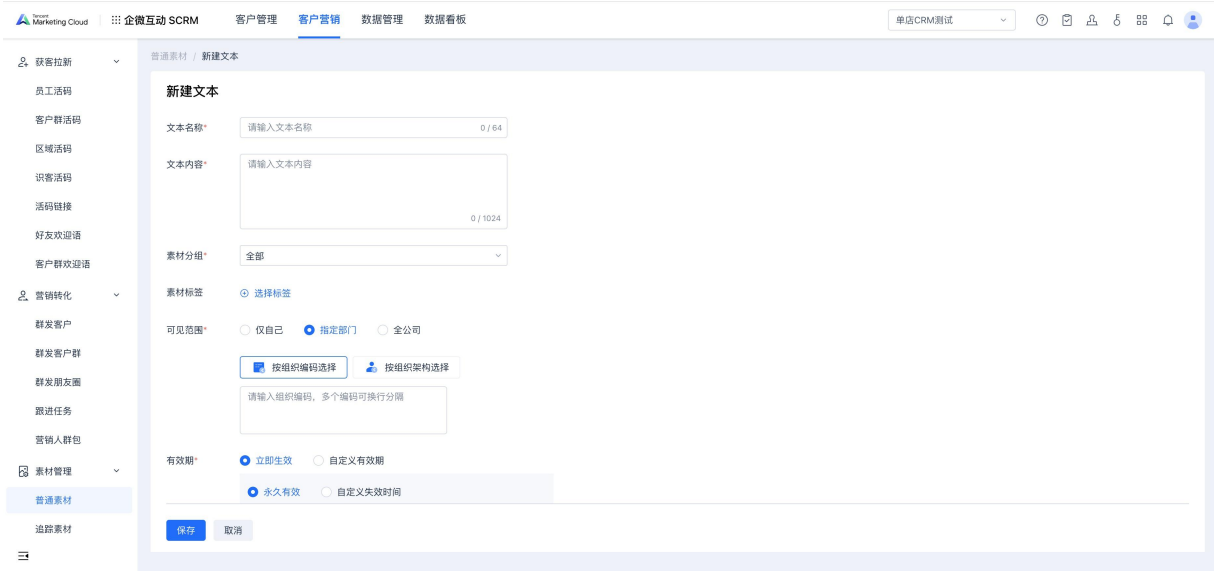 Tencent
Marketing Cloud
企微互动 SCRM
客户管理
客户营销
数据管理
数据看板
单店CRM测试
获客拉新
员工活码
客户群活码
区域活码
识客活码
活码链接
好友欢迎语
客户群欢迎语
营销转化
群发客户
群发客户群
群发朋友圈
跟进任务
营销人群包
素材管理
普通素材
追踪素材
普通素材 / 新建文本
新建文本
文本名称* 请输入文本名称 0 / 64
文本内容* 请输入文本内容
0 / 1024
素材分组* 全部
素材标签 选择标签
可见范围* 仅自己 指定部门 全公司
按组织编码选择 按组织架构选择
请输入组织编码，多个编码可换行分隔
有效期* 立即生效 自定义有效期
永久有效 自定义失效时间
保存 取消